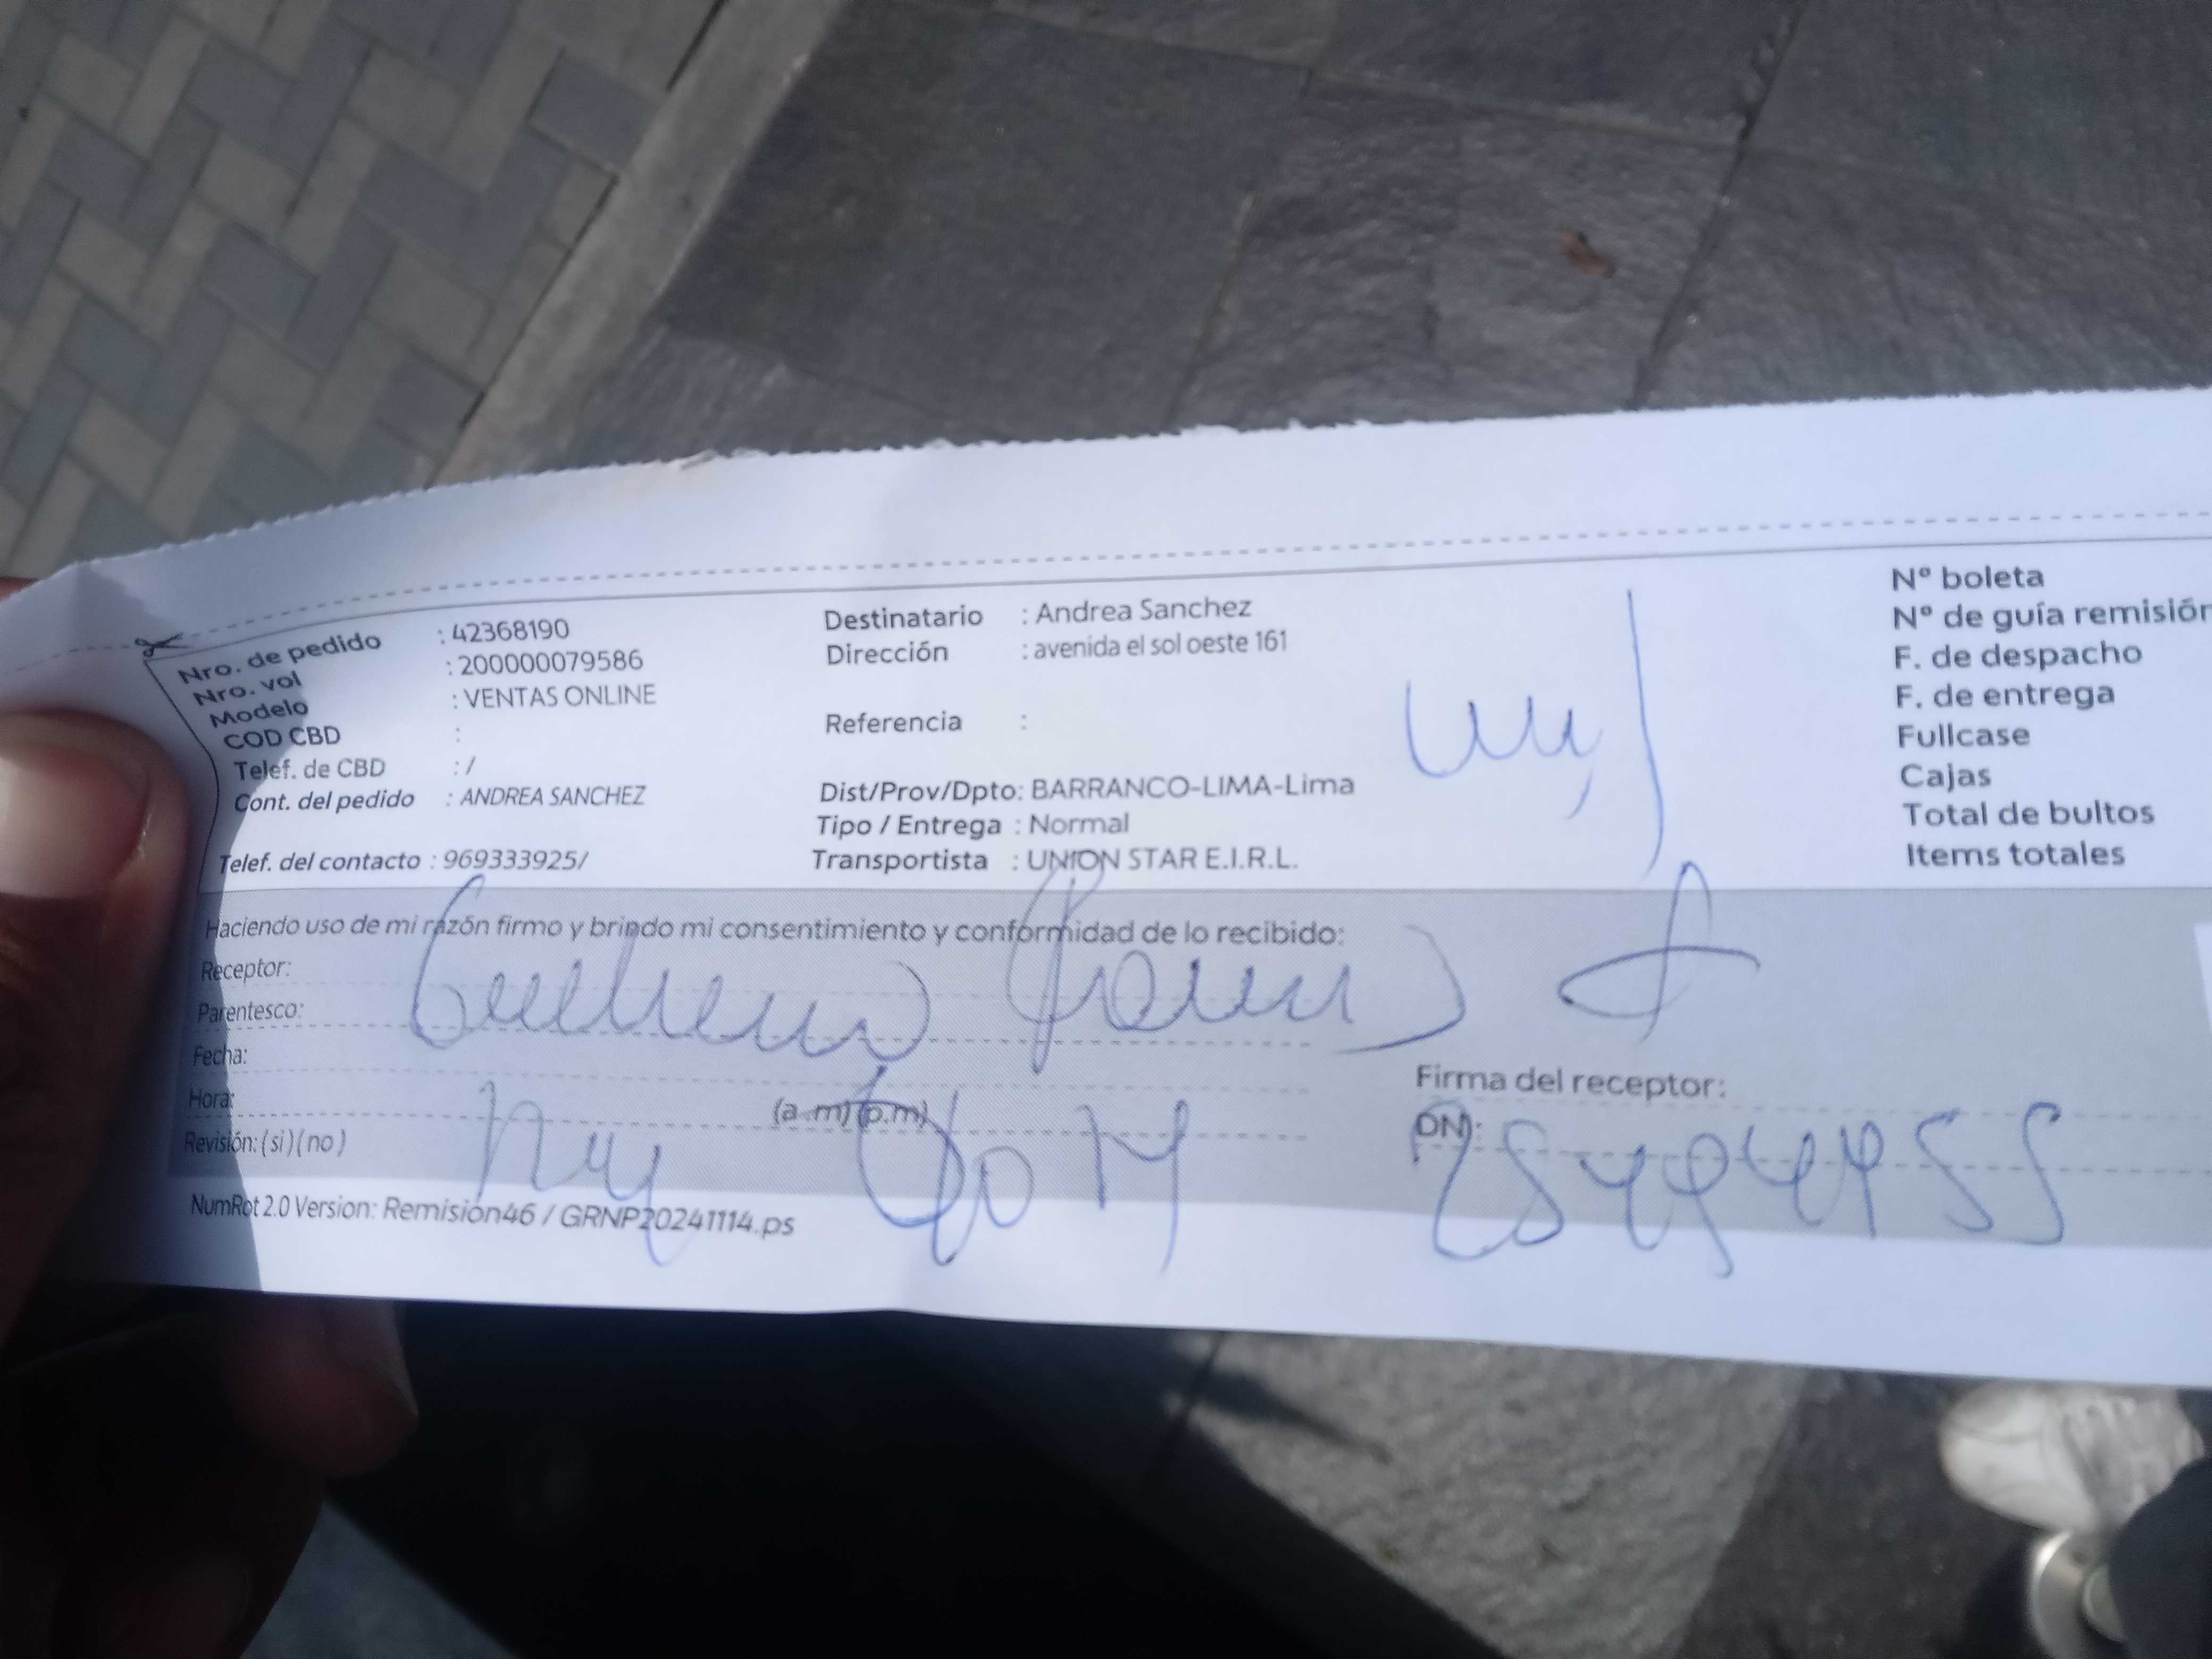 Nro. de pedido : 42368190
Nro. vol : 200000079586
Modelo : VENTAS ONLINE
COD CBD :
Telef. de CBD : /
Cont. del pedido : ANDREA SANCHEZ
Telef. del contacto : 969333925/
Destinatario : Andrea Sanchez
Dirección : avenida el sol oeste 161
Referencia :
Dist/Prov/Dpto: BARRANCO-LIMA-Lima
Tipo / Entrega : Normal
Transportista : UNION STAR E.I.R.L.
N° boleta
N° de guía remisión
F. de despacho
F. de entrega
Fullcase
Cajas
Total de bultos
Items totales
Haciendo uso de mi razón firmo y brindo mi consentimiento y conformidad de lo recibido:
Receptor:
Parentesco:
Fecha:
Hora: (a.m) (p.m)
Revisión: (si) (no)
Firma del receptor:
DNI:
NumRot 2.0 Version: Remisión46 / GRNP20241114.ps